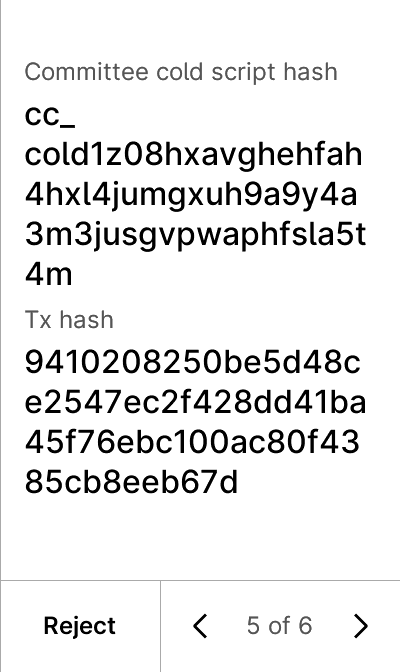 Committee cold script hash
cc_
cold1z08hxavghehfah
4hxl4jumgxuh9a9y4a
3m3jusgvpwaphfsla5t
4m
Tx hash
9410208250be5d48c
e2547ec2f428dd41ba
45f76ebc100ac80f43
85cb8eeb67d
Reject
5 of 6